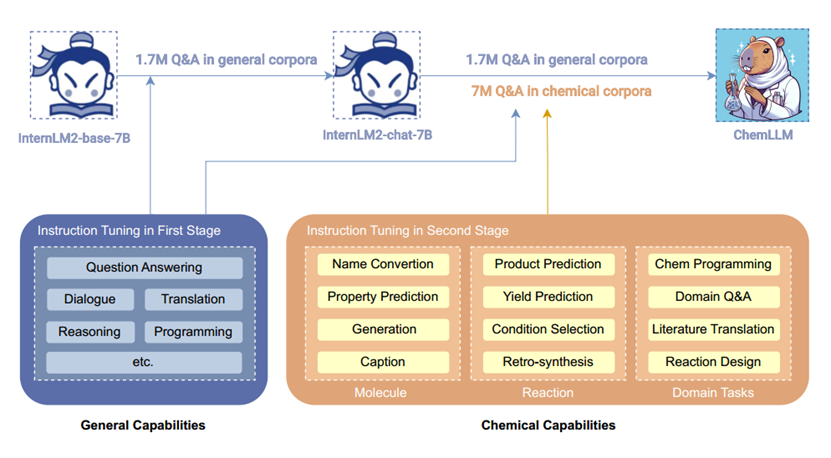 1.7M Q&A in general corpora
1.7M Q&A in general corpora
7M Q&A in chemical corpora
InternLM2-base-7B
InternLM2-chat-7B
ChemLLM
Instruction Tuning in First Stage
Question Answering
Dialogue
Translation
Reasoning
Programming
etc.
General Capabilities
Instruction Tuning in Second Stage
Name Convertion
Property Prediction
Generation
Caption
Molecule
Product Prediction
Yield Prediction
Condition Selection
Retro-synthesis
Reaction
Chem Programming
Domain Q&A
Literature Translation
Reaction Design
Domain Tasks
Chemical Capabilities